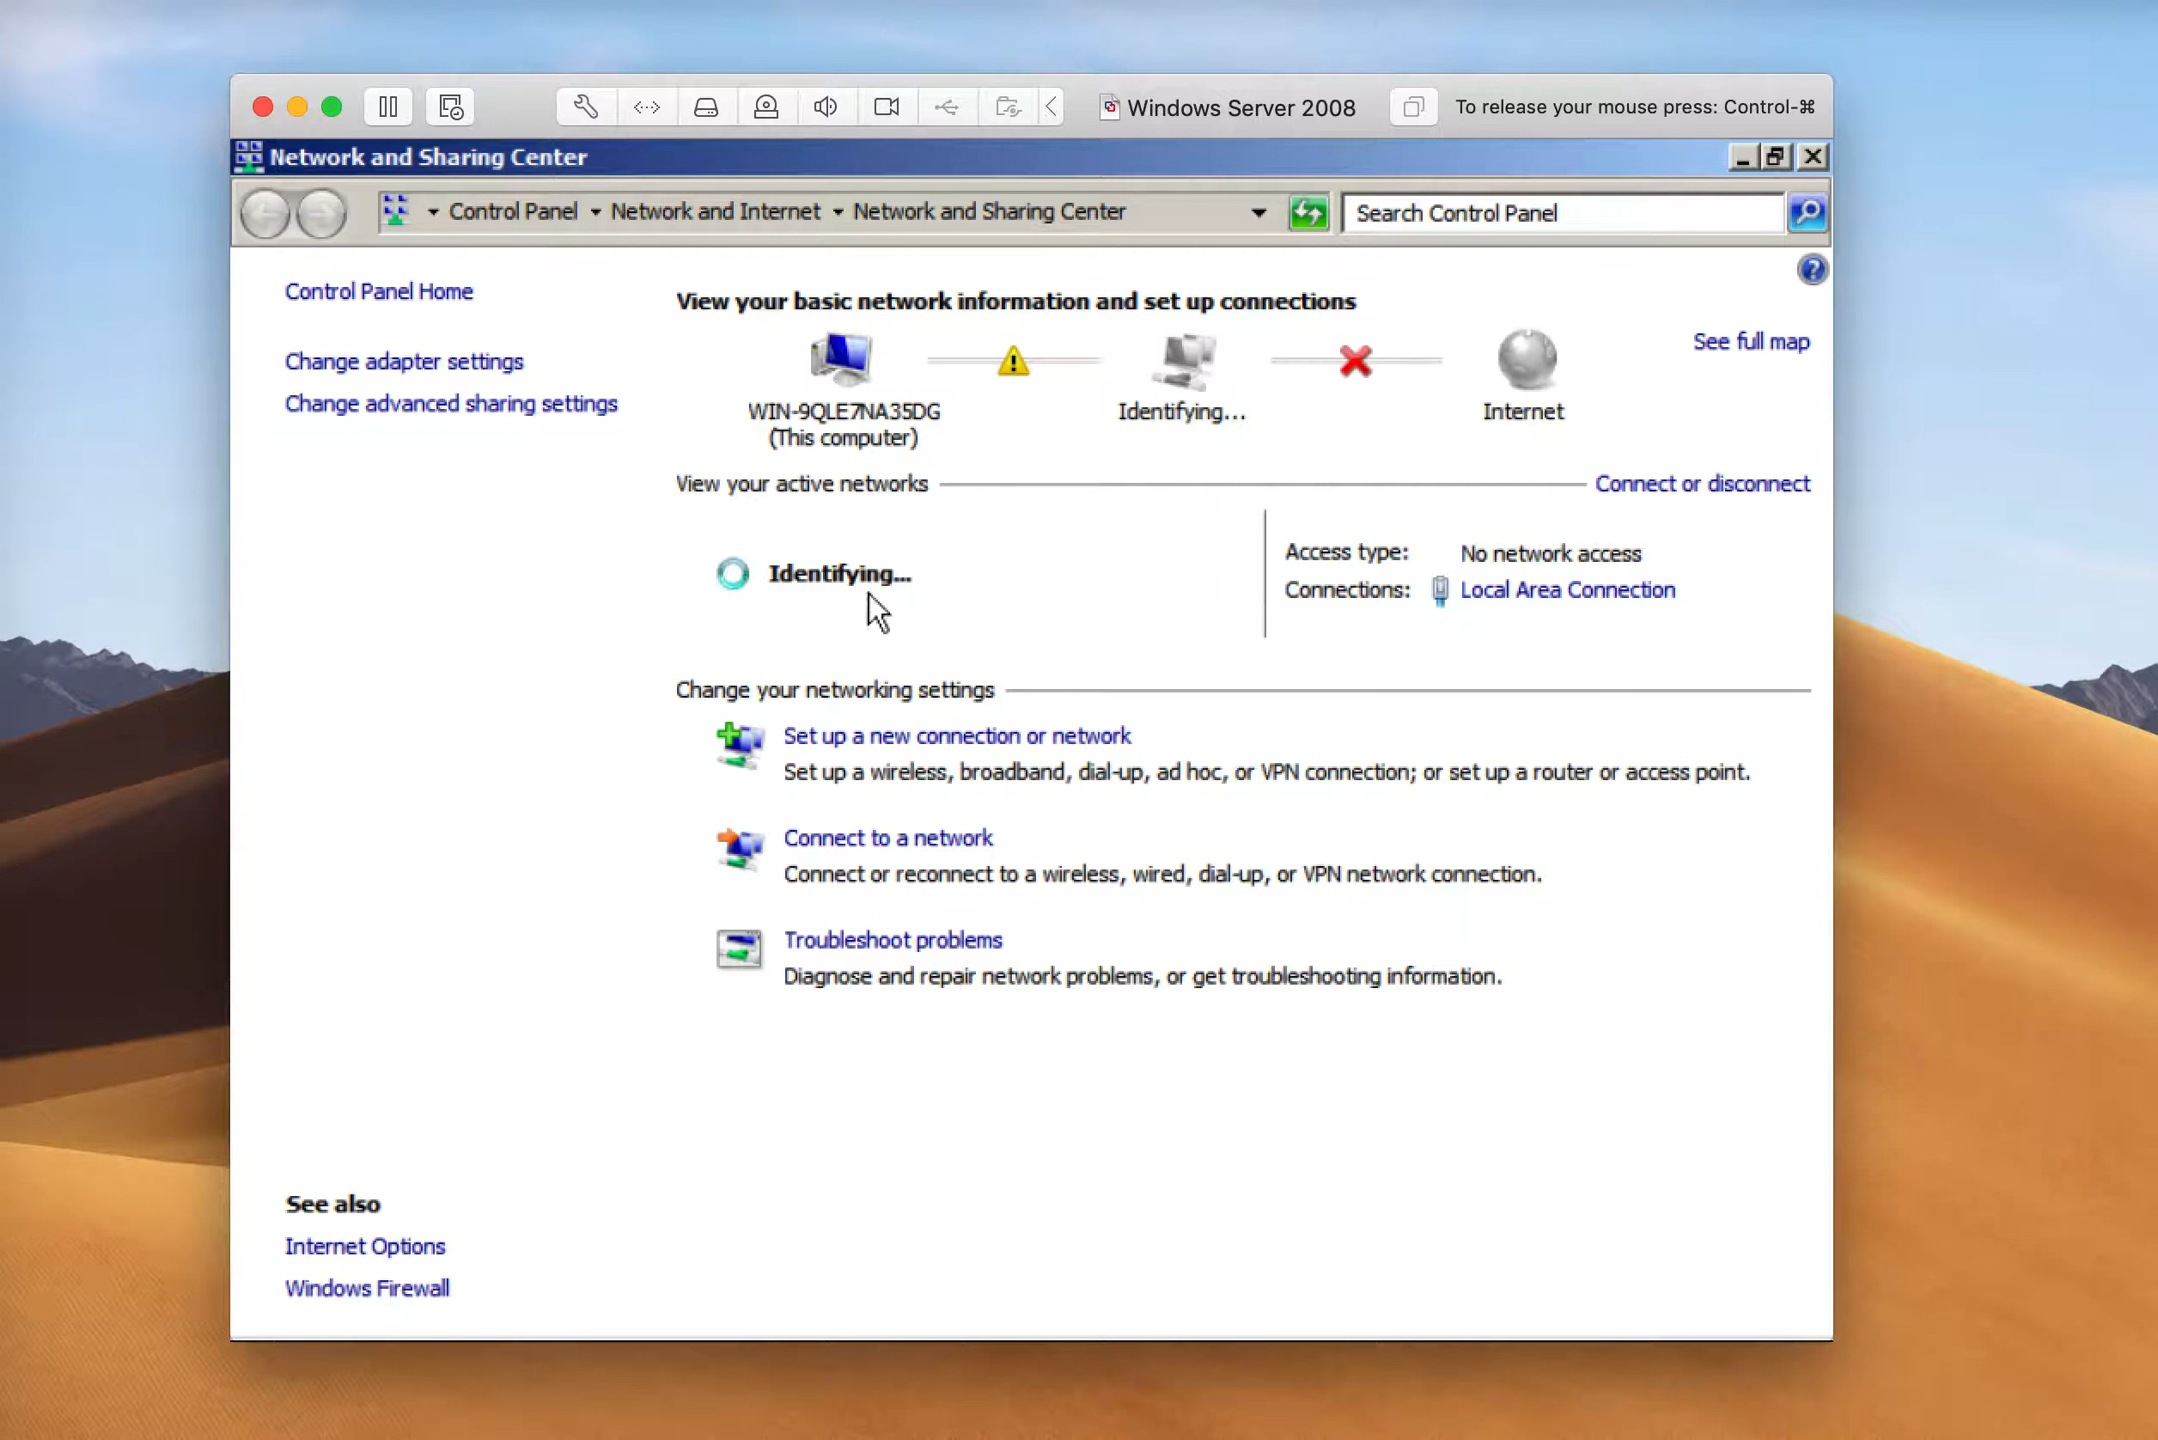 Windows Server 2008
To release your mouse press: Control-⌘
Network and Sharing Center
Control Panel
Network and Internet
Network and Sharing Center
Search Control Panel
Control Panel Home
Change adapter settings
Change advanced sharing settings
View your basic network information and set up connections
See full map
WIN-9QLE7NA35DG
(This computer)
Identifying...
Internet
View your active networks
Connect or disconnect
Identifying...
Access type: No network access
Connections: Local Area Connection
Change your networking settings
Set up a new connection or network
Set up a wireless, broadband, dial-up, ad hoc, or VPN connection; or set up a router or access point.
Connect to a network
Connect or reconnect to a wireless, wired, dial-up, or VPN network connection.
Troubleshoot problems
Diagnose and repair network problems, or get troubleshooting information.
See also
Internet Options
Windows Firewall